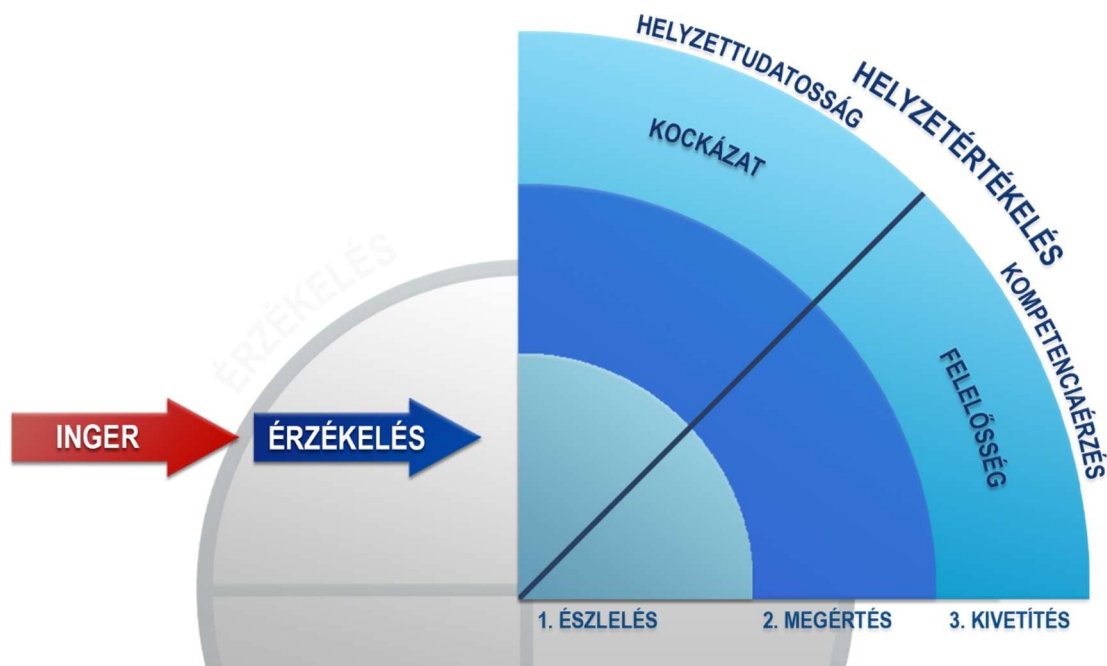 HELYZETTUDATOSSÁG
HELYZETÉRTÉKELÉS
KOCKÁZAT
KOMPETENCIAÉRZÉS
FELELŐSSÉG
ÉRZÉKELÉS
INGER
ÉRZÉKELÉS
1. ÉSZLELÉS
2. MEGÉRTÉS
3. KIVETÍTÉS